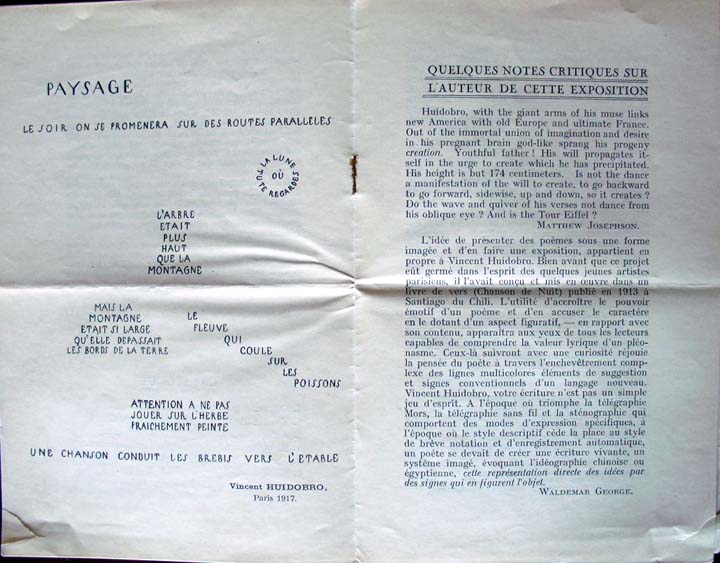 PAYSAGE
LE SOIR ON SE PROMENERA SUR DES ROUTES PARALLELES
LA LUNE
OÙ
TU TE REGARDES
L'ARBRE
ETAIT
PLUS
HAUT
QUE LA
MONTAGNE
MAIS LA
MONTAGNE
ETAIT SI LARGE
QU'ELLE DEPASSAIT
LES BORDS DE LA TERRE
LE
FLEUVE
QUI
COULE
SUR
LES
POISSONS
ATTENTION A NE PAS
JOUER SUR L'HERBE
FRAICHEMENT PEINTE
UNE CHANSON CONDUIT LES BREBIS VERS L'ETABLE
Vincent HUIDOBRO,
Paris 1917.
QUELQUES NOTES CRITIQUES SUR
L'AUTEUR DE CETTE EXPOSITION
Huidobro, with the giant arms of his muse links
new America with old Europe and ultimate France.
Out of the immortal union of imagination and desire
in his pregnant brain god-like sprang his progeny
creation. Youthful father ! His will propagates it-
self in the urge to create which he has precipitated.
His height is but 174 centimeters. Is not the dance
a manifestation of the will to create, to go backward
to go forward, sidewise, up and down, so it creates ?
Do the wave and quiver of his verses not dance from
his oblique eye ? And is the Tour Eiffel ?
MATTHEW JOSEPHSON.
L'idée de présenter des poèmes sous une forme
imagée et d'en faire une exposition, appartient en
propre à Vincent Huidobro. Bien avant que ce projet
eût germé dans l'esprit des quelques jeunes artistes
parisiens, il l'avait conçu et mis en œuvre dans un
livre de vers (Chanson de Nuit) publié en 1913 à
Santiago du Chili. L'utilité d'accroître le pouvoir
émotif d'un poème et d'en accuser le caractère
en le dotant d'un aspect figuratif, — en rapport avec
son contenu, apparaîtra aux yeux de tous les lecteurs
capables de comprendre la valeur lyrique d'un pléo-
nasme. Ceux-là suivront avec une curiosité réjouie
la pensée du poète à travers l'enchevêtrement comp-
lexe des lignes multicolores éléments de suggestion
et signes conventionnels d'un langage nouveau.
Vincent Huidobro, votre écriture n'est pas un simple
jeu d'esprit. A l'époque où triomphe la télégraphie
Mors, la télégraphie sans fil et la sténographie qui
comportent des modes d'expression spécifiques, à
l'époque où le style descriptif cède la place au style
de brève notation et d'enregistrement automatique,
un poète se devait de créer une écriture vivante, un
système imagé, évoquant l'idéographie chinoise ou
égyptienne, cette représentation directe des idées par
des signes qui en figurent l'objet.
WALDEMAR GEORGE.